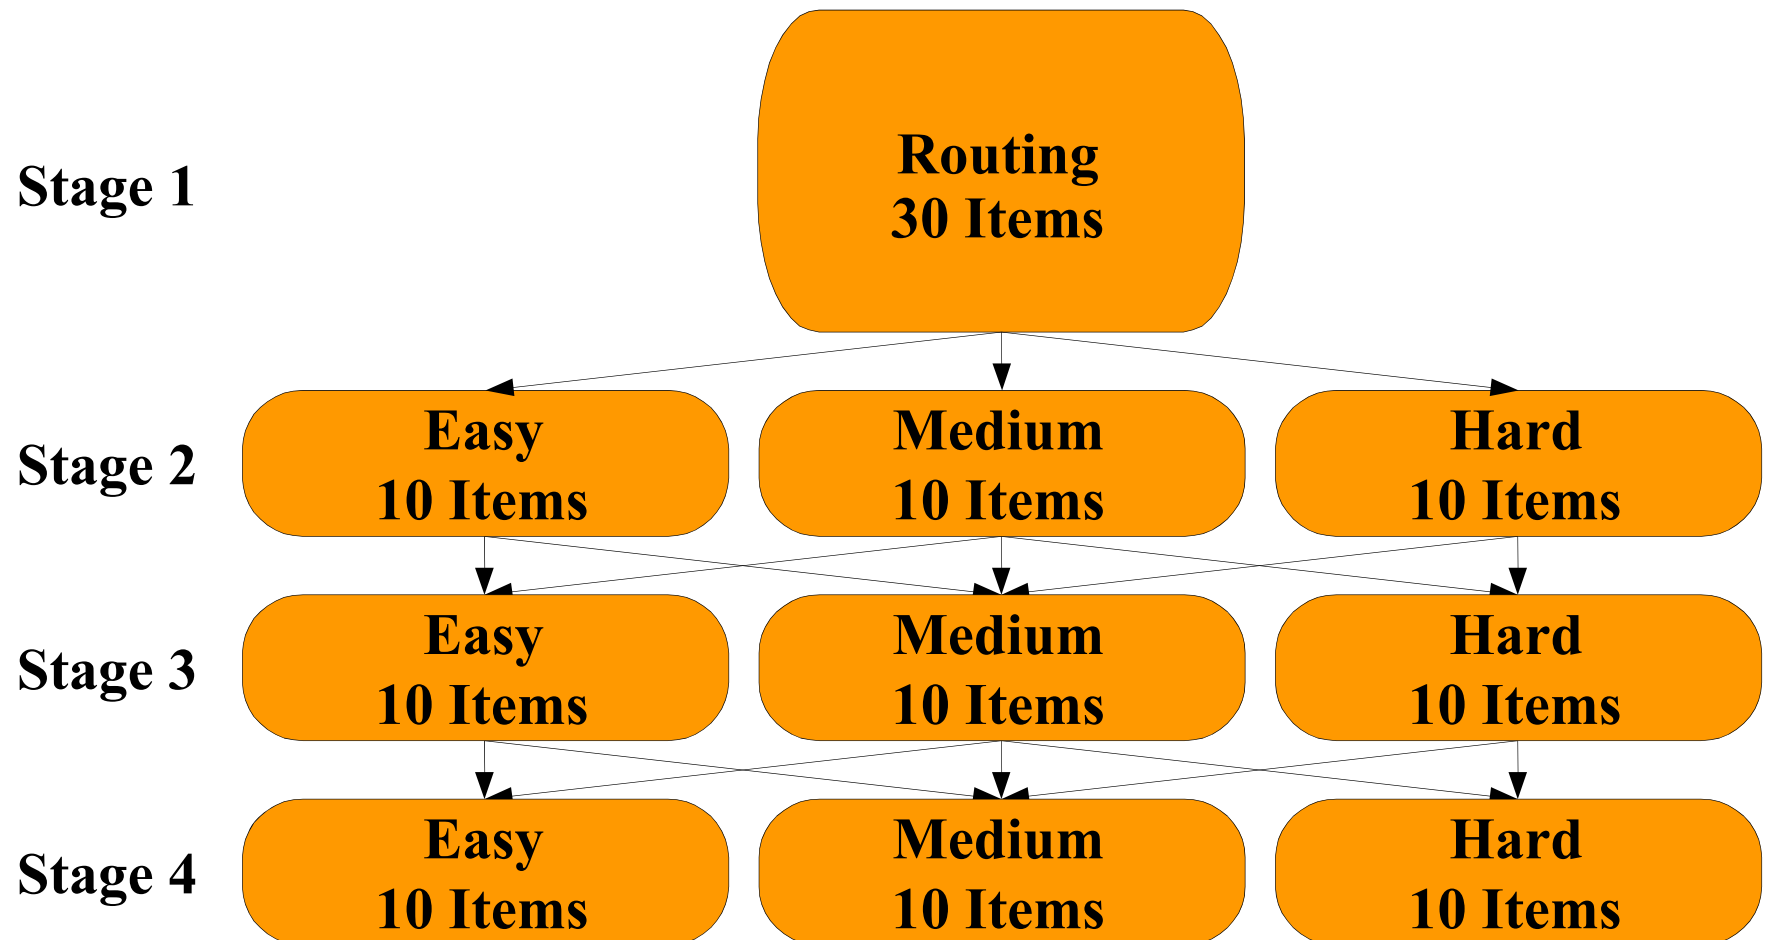 Routing
Stage 1
30 Items
Easy
Medium
Hard
Stage 2
10 Items
10 Items
10 Items
Easy
Medium
Hard
Stage 3
10 Items
10 Items
10 Items
Easy
Medium
Hard
Stage 4
10 Items
10 Items
10 Items